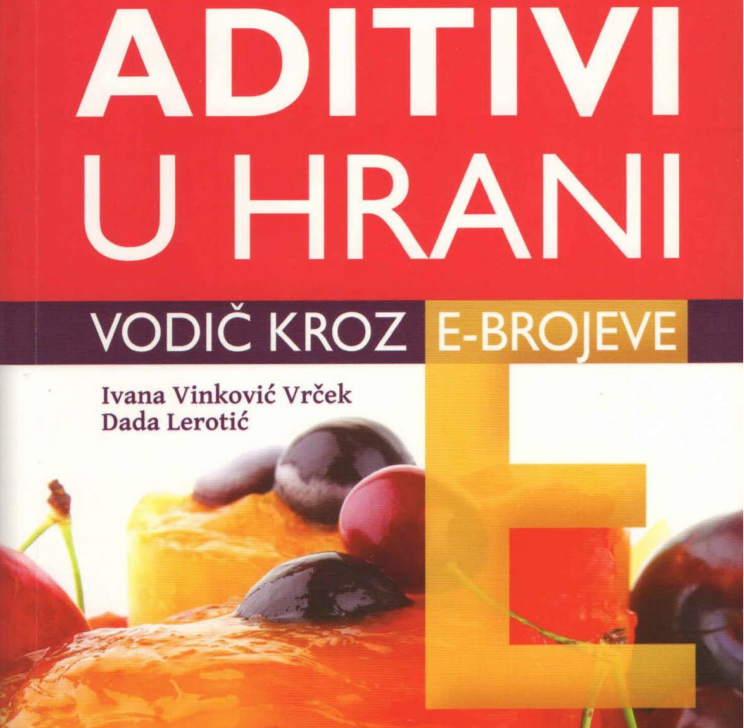 ADITIVI
U HRANI
VODIČ KROZ E-BROJEVE
Ivana Vinković Vrček
Dada Lerotić
E